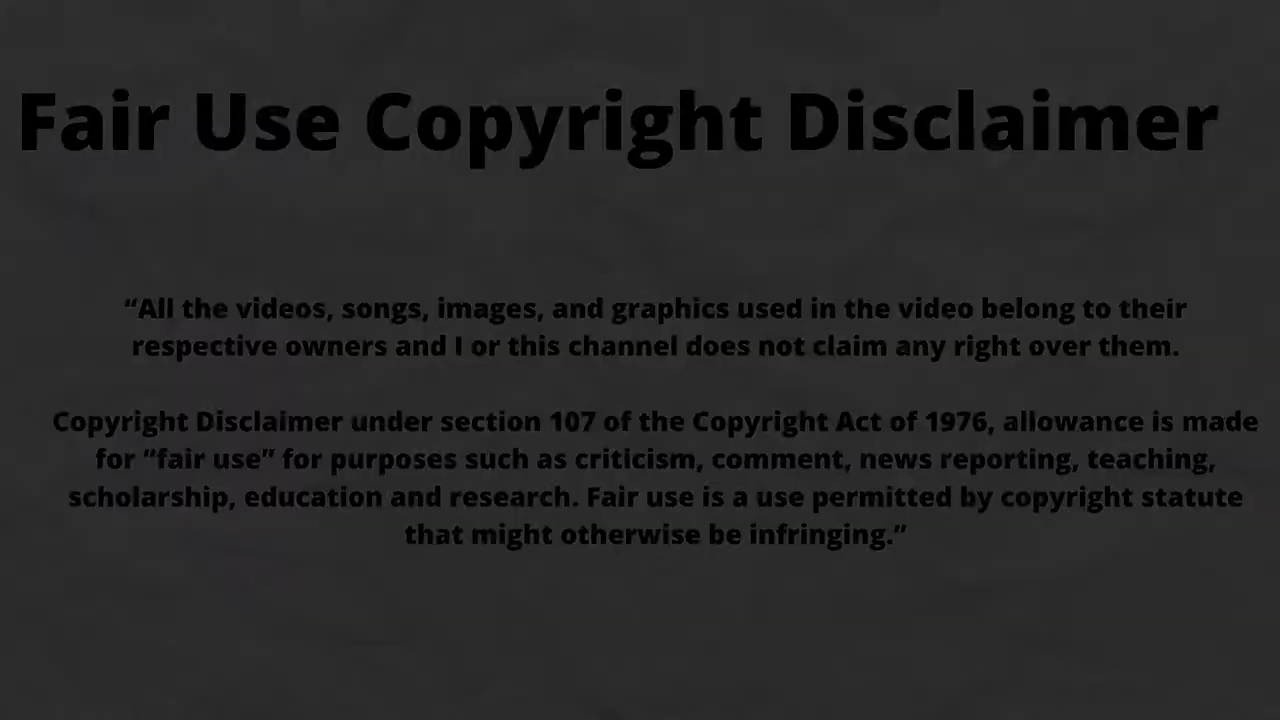 Fair Use Copyright Disclaimer
“All the videos, songs, images, and graphics used in the video belong to their
respective owners and I or this channel does not claim any right over them.
Copyright Disclaimer under section 107 of the Copyright Act of 1976, allowance is made
for “fair use” for purposes such as criticism, comment, news reporting, teaching,
scholarship, education and research. Fair use is a use permitted by copyright statute
that might otherwise be infringing.”